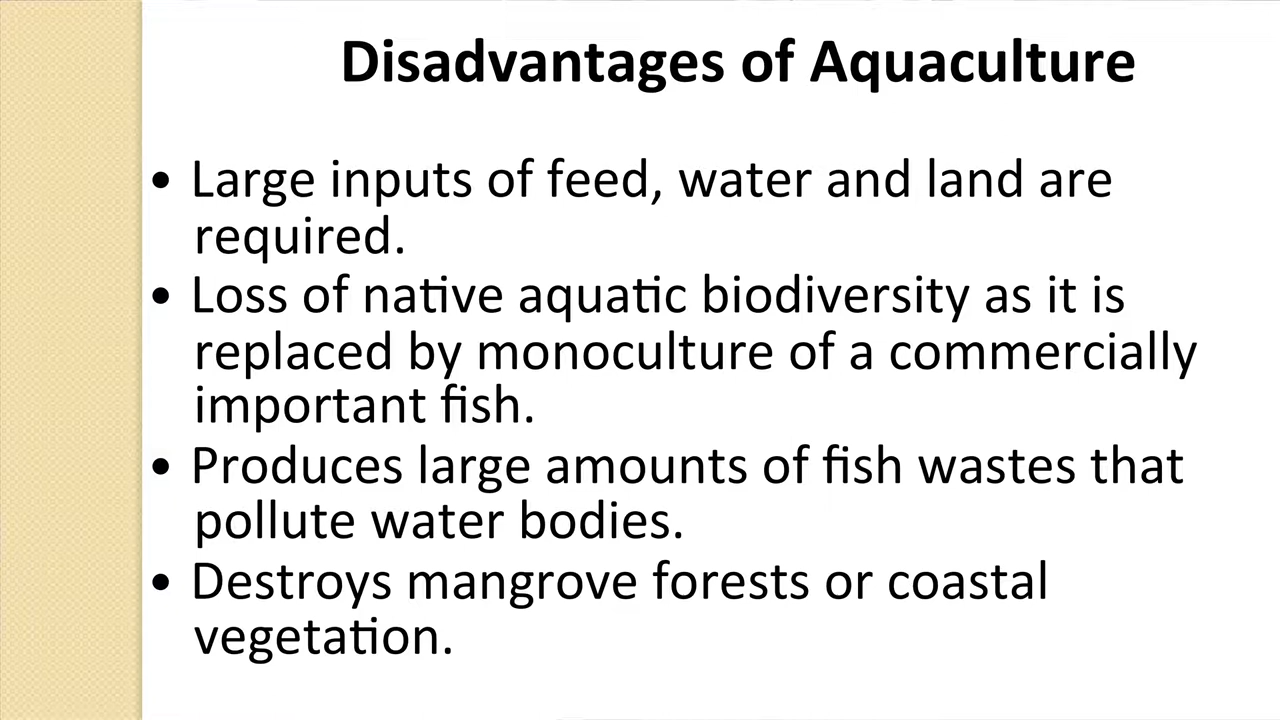 Disadvantages of Aquaculture
• Large inputs of feed, water and land are
required.
• Loss of native aquatic biodiversity as it is
replaced by monoculture of a commercially
important fish.
• Produces large amounts of fish wastes that
pollute water bodies.
• Destroys mangrove forests or coastal
vegetation.